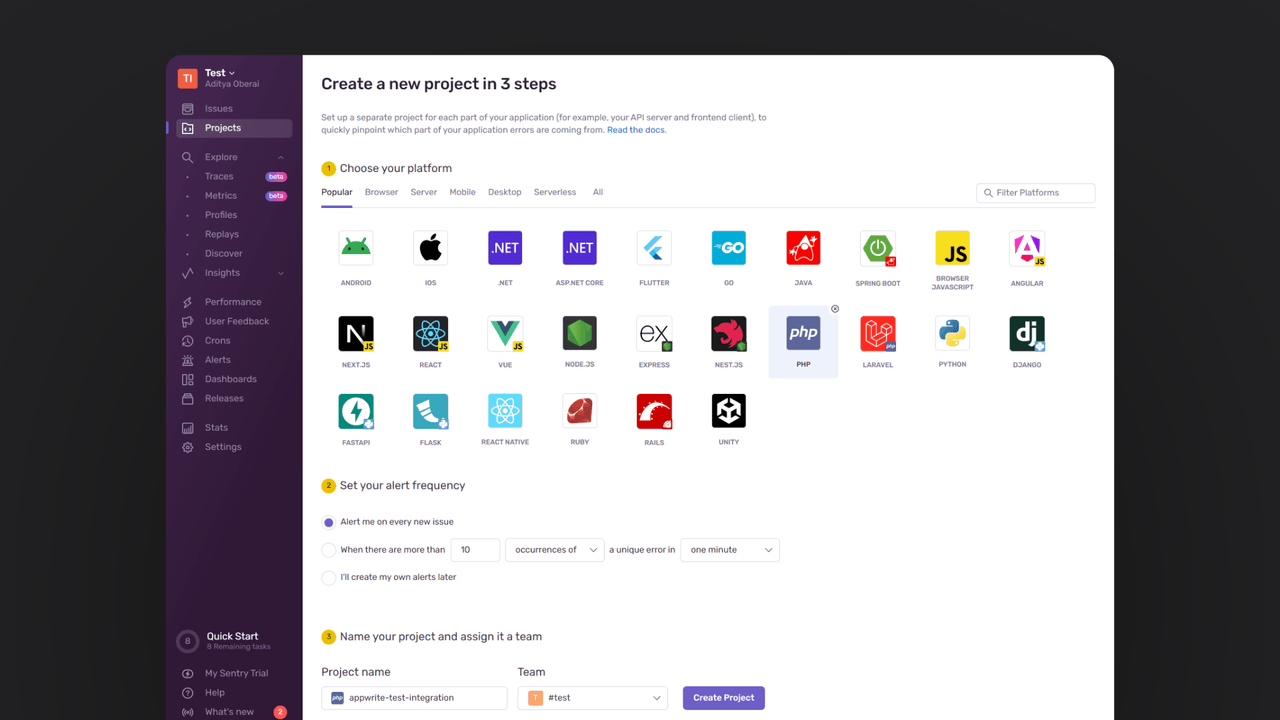 TI
Test
Aditya Oberai
Issues
Projects
Explore
Traces beta
Metrics beta
Profiles
Replays
Discover
Insights
Performance
User Feedback
Crons
Alerts
Dashboards
Releases
Stats
Settings
8
Quick Start
8 Remaining tasks
My Sentry Trial
Help
What's new 2
Create a new project in 3 steps
Set up a separate project for each part of your application (for example, your API server and frontend client), to
quickly pinpoint which part of your application errors are coming from. Read the docs.
1 Choose your platform
Popular Browser Server Mobile Desktop Serverless All Filter Platforms
.NET .NET GO JS JS
ANDROID IOS .NET ASP.NET CORE FLUTTER GO JAVA SPRING BOOT BROWSER JAVASCRIPT ANGULAR
N JS JS JS ex php php dj
NEXT.JS REACT VUE NODE.JS EXPRESS NEST.JS PHP LARAVEL PYTHON DJANGO
FASTAPI FLASK REACT NATIVE RUBY RAILS UNITY
2 Set your alert frequency
Alert me on every new issue
When there are more than 10 occurrences of a unique error in one minute
I'll create my own alerts later
3 Name your project and assign it a team
Project name Team
php appwrite-test-integration T #test Create Project